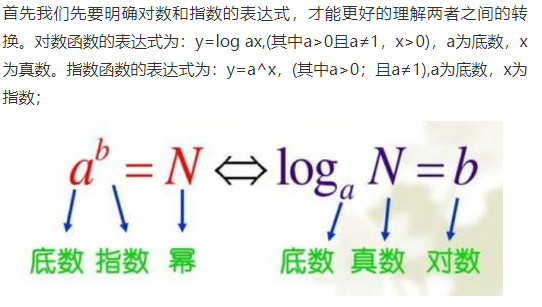 首先我们先要明确对数和指数的表达式，才能更好的理解两者之间的转
换。对数函数的表达式为：y=log ax,(其中a>0且a≠1，x>0)，a为底数，x
为真数。指数函数的表达式为：y=a^x，(其中a>0；且a≠1),a为底数，x为
指数；
aᵇ = N ⇔ logₐ N = b
底数 指数 幂 底数 真数 对数